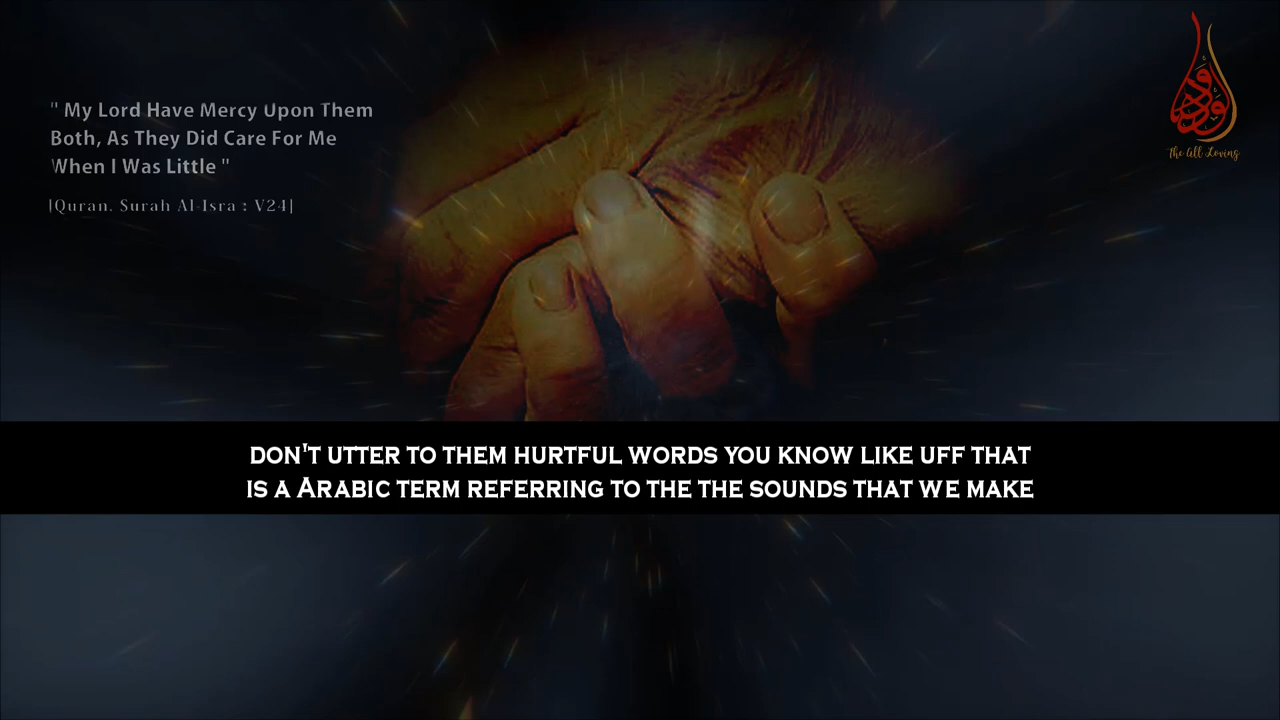 " My Lord Have Mercy Upon Them
Both, As They Did Care For Me
When I Was Little "
[Quran. Surah Al-Isra : V24]
الودود
The All Loving
DON'T UTTER TO THEM HURTFUL WORDS YOU KNOW LIKE UFF THAT
IS A ARABIC TERM REFERRING TO THE THE SOUNDS THAT WE MAKE